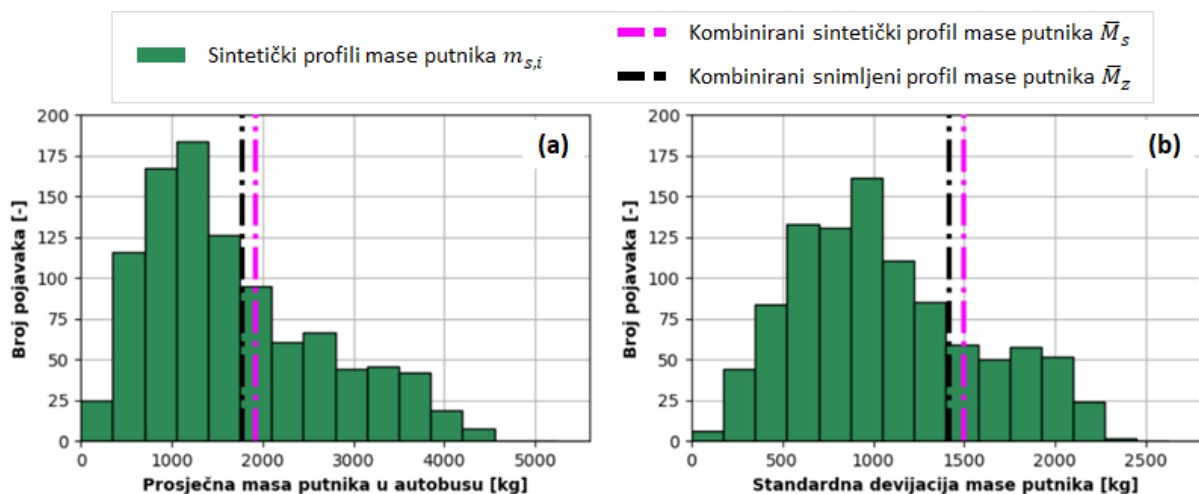 Sintetički profili mase putnika m_{s,i}
Kombinirani sintetički profil mase putnika M̅_s
Kombinirani snimljeni profil mase putnika M̅_z
(a)
200
175
150
125
100
75
50
25
0
Broj pojavaka [-]
0 1000 2000 3000 4000 5000
Prosječna masa putnika u autobusu [kg]
(b)
200
175
150
125
100
75
50
25
0
Broj pojavaka [-]
0 500 1000 1500 2000 2500
Standardna devijacija mase putnika [kg]